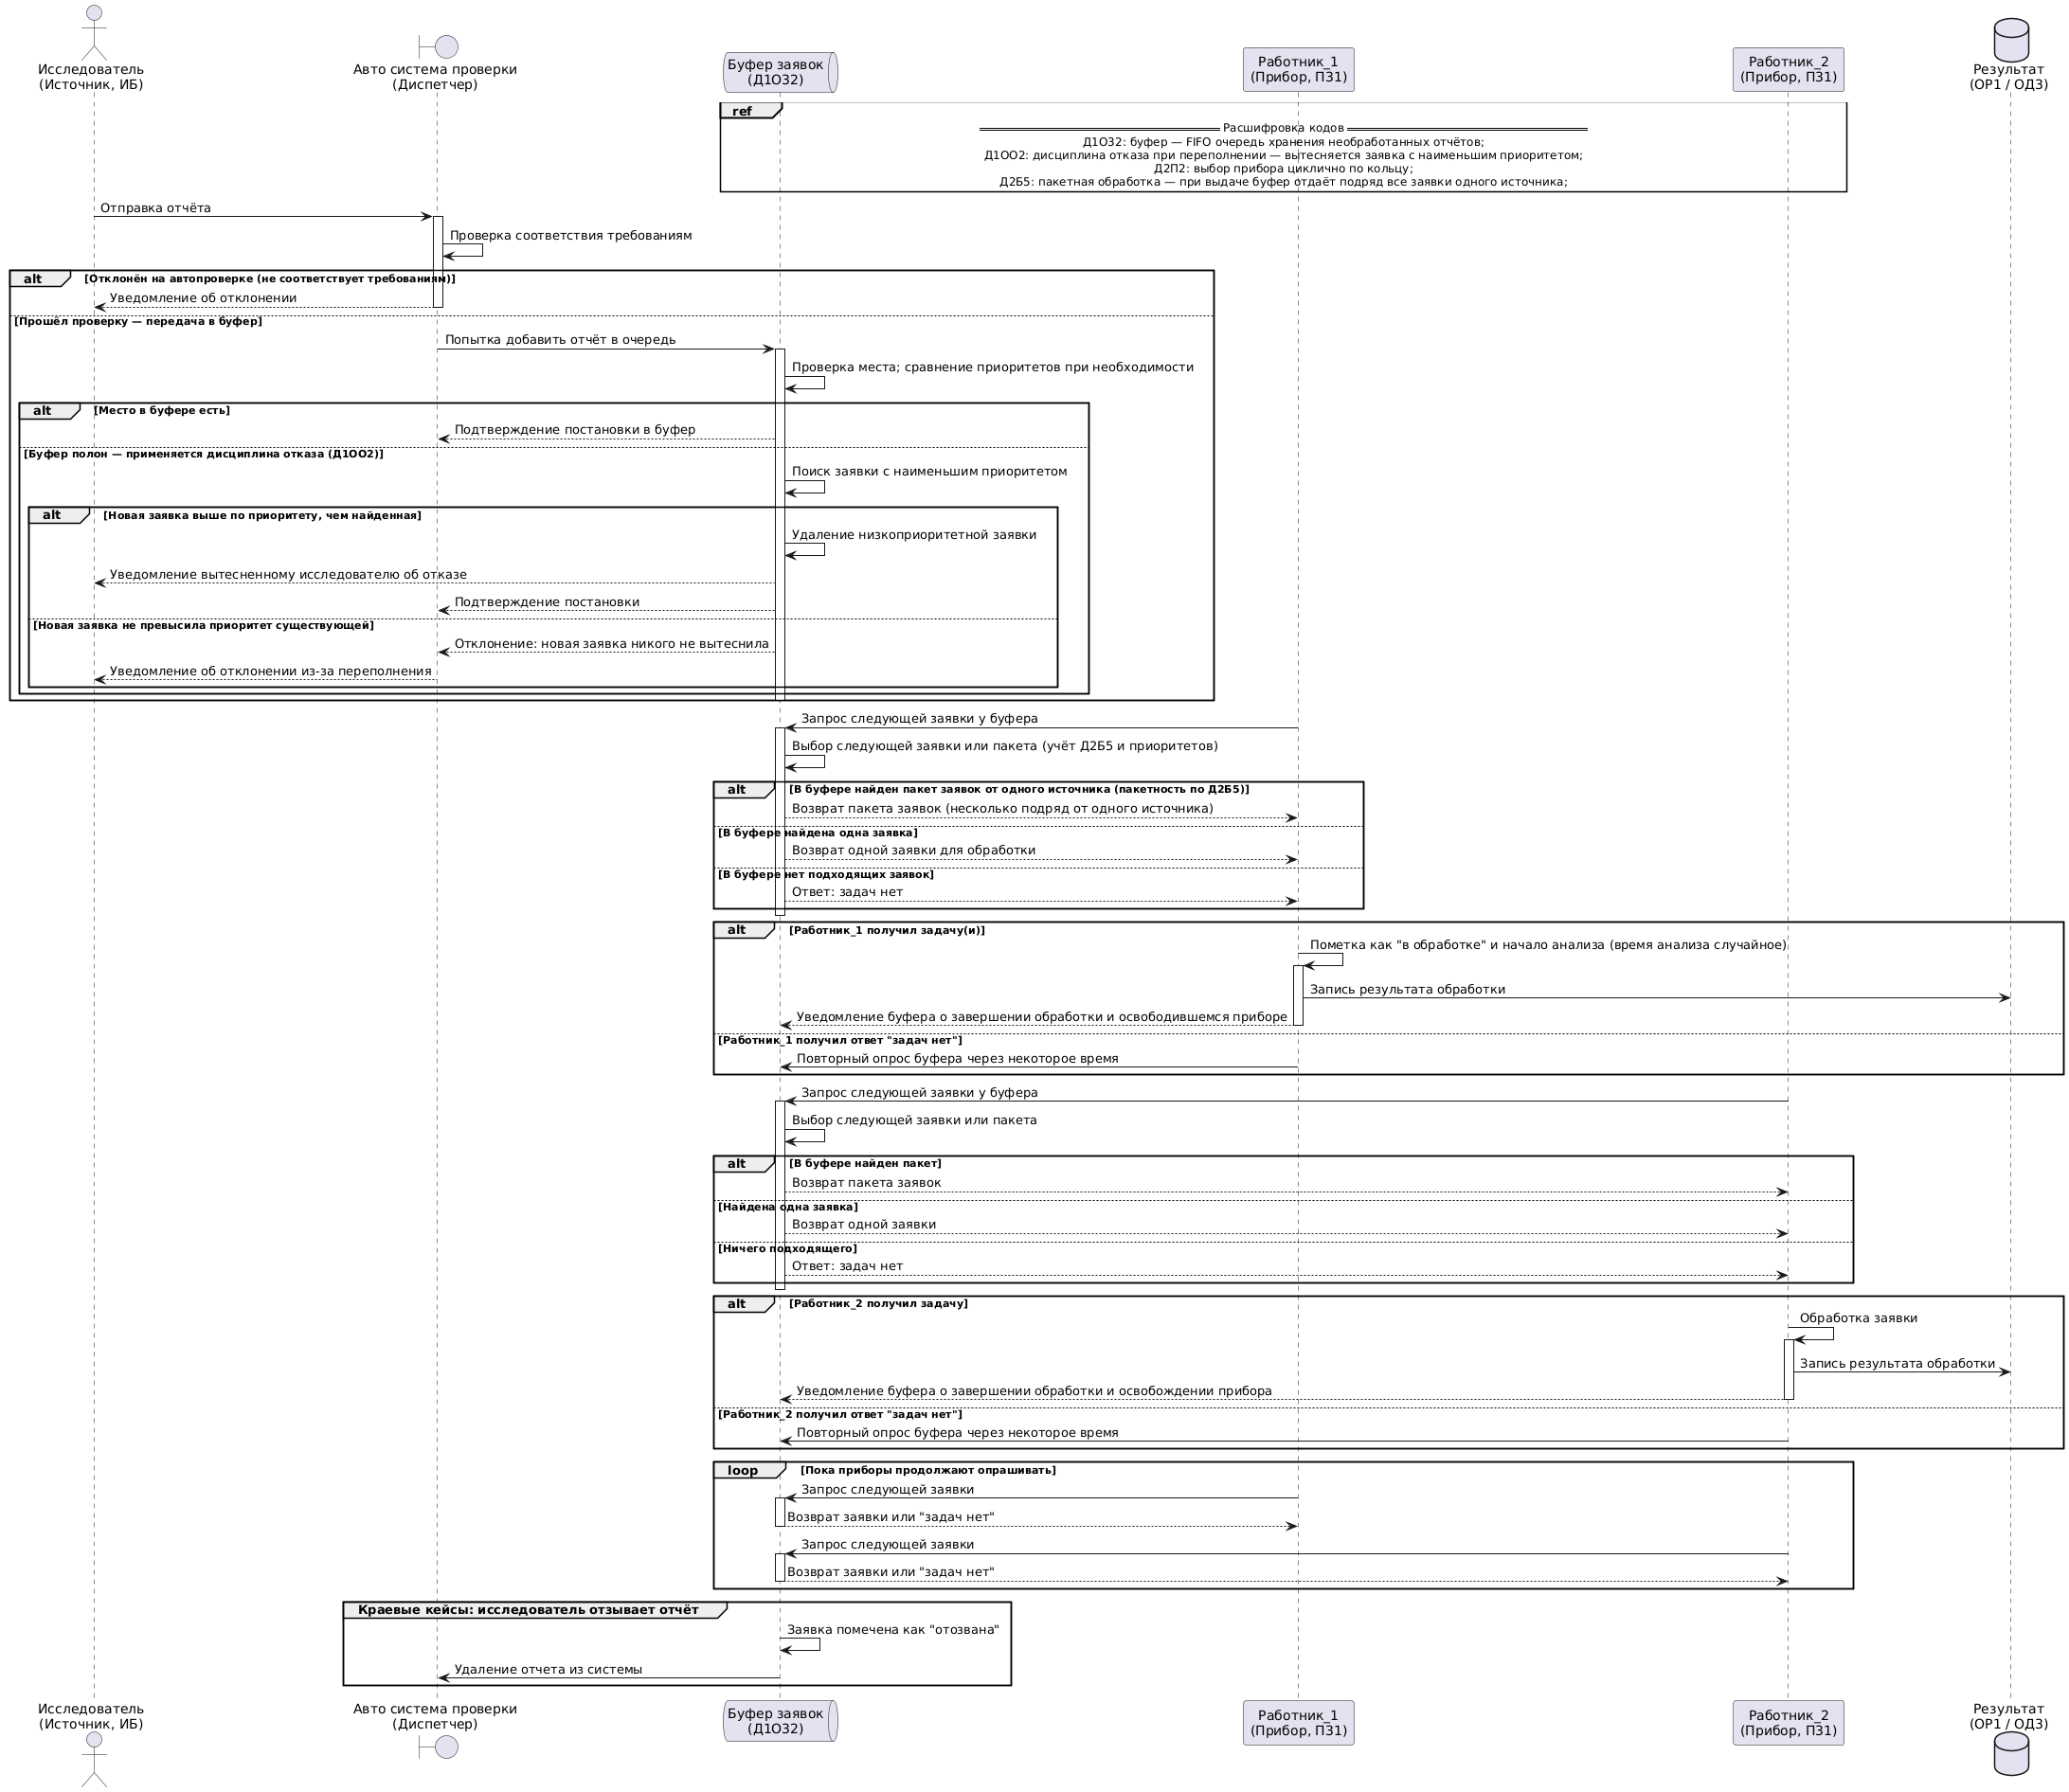 Исследователь
(Источник, ИБ)
Авто система проверки
(Диспетчер)
Буфер заявок
(Д1О32)
Работник_1
(Прибор, П31)
Работник_2
(Прибор, П31)
Результат
(ОР1 / ОД3)
ref
Расшифровка кодов
Д1О32: буфер — FIFO очередь хранения необработанных отчётов;
Д1ОО2: дисциплина отказа при переполнении — вытесняется заявка с наименьшим приоритетом;
Д2П2: выбор прибора циклично по кольцу;
Д2Б5: пакетная обработка — при выдаче буфер отдаёт подряд все заявки одного источника;
Отправка отчёта
Проверка соответствия требованиям
alt [Отклонён на автопроверке (не соответствует требованиям)]
Уведомление об отклонении
[Прошёл проверку — передача в буфер]
Попытка добавить отчёт в очередь
Проверка места; сравнение приоритетов при необходимости
alt [Место в буфере есть]
Подтверждение постановки в буфер
[Буфер полон — применяется дисциплина отказа (Д1ОО2)]
Поиск заявки с наименьшим приоритетом
alt [Новая заявка выше по приоритету, чем найденная]
Удаление низкоприоритетной заявки
Уведомление вытесненному исследователю об отказе
Подтверждение постановки
[Новая заявка не превысила приоритет существующей]
Отклонение: новая заявка никого не вытеснила
Уведомление об отклонении из-за переполнения
Запрос следующей заявки у буфера
Выбор следующей заявки или пакета (учёт Д2Б5 и приоритетов)
alt [В буфере найден пакет заявок от одного источника (пакетность по Д2Б5)]
Возврат пакета заявок (несколько подряд от одного источника)
[В буфере найдена одна заявка]
Возврат одной заявки для обработки
[В буфере нет подходящих заявок]
Ответ: задач нет
alt [Работник_1 получил задачу(и)]
Пометка как "в обработке" и начало анализа (время анализа случайное)
Запись результата обработки
Уведомление буфера о завершении обработки и освободившемся приборе
[Работник_1 получил ответ "задач нет"]
Повторный опрос буфера через некоторое время
Запрос следующей заявки у буфера
Выбор следующей заявки или пакета
alt [В буфере найден пакет]
Возврат пакета заявок
[Найдена одна заявка]
Возврат одной заявки
[Ничего подходящего]
Ответ: задач нет
alt [Работник_2 получил задачу]
Обработка заявки
Запись результата обработки
Уведомление буфера о завершении обработки и освобождении прибора
[Работник_2 получил ответ "задач нет"]
Повторный опрос буфера через некоторое время
loop [Пока приборы продолжают опрашивать]
Запрос следующей заявки
Возврат заявки или "задач нет"
Запрос следующей заявки
Возврат заявки или "задач нет"
Краевые кейсы: исследователь отзывает отчёт
Заявка помечена как "отозвана"
Удаление отчета из системы
Исследователь
(Источник, ИБ)
Авто система проверки
(Диспетчер)
Буфер заявок
(Д1О32)
Работник_1
(Прибор, П31)
Работник_2
(Прибор, П31)
Результат
(ОР1 / ОД3)